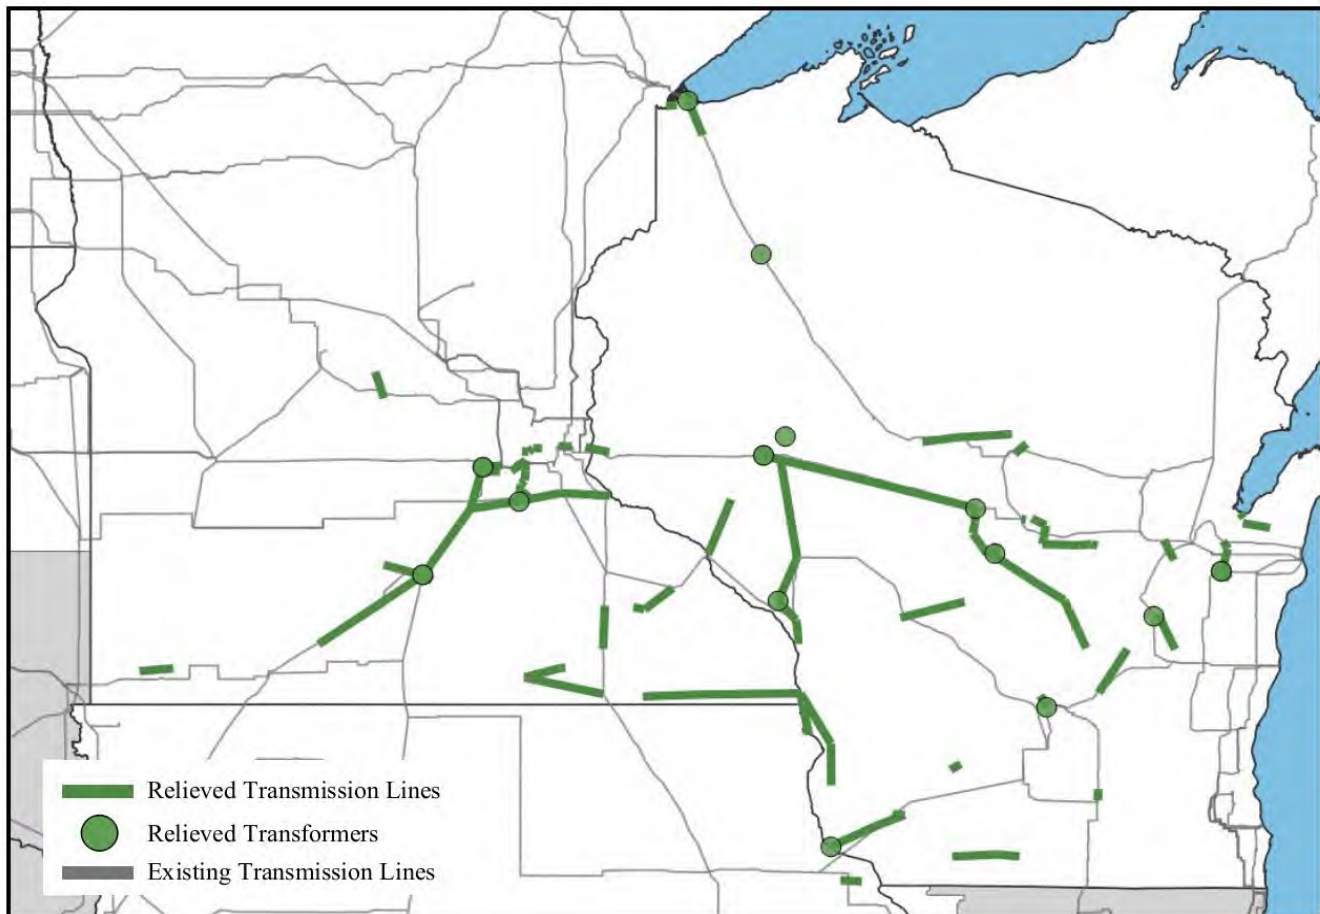 Relieved Transmission Lines
Relieved Transformers
Existing Transmission Lines